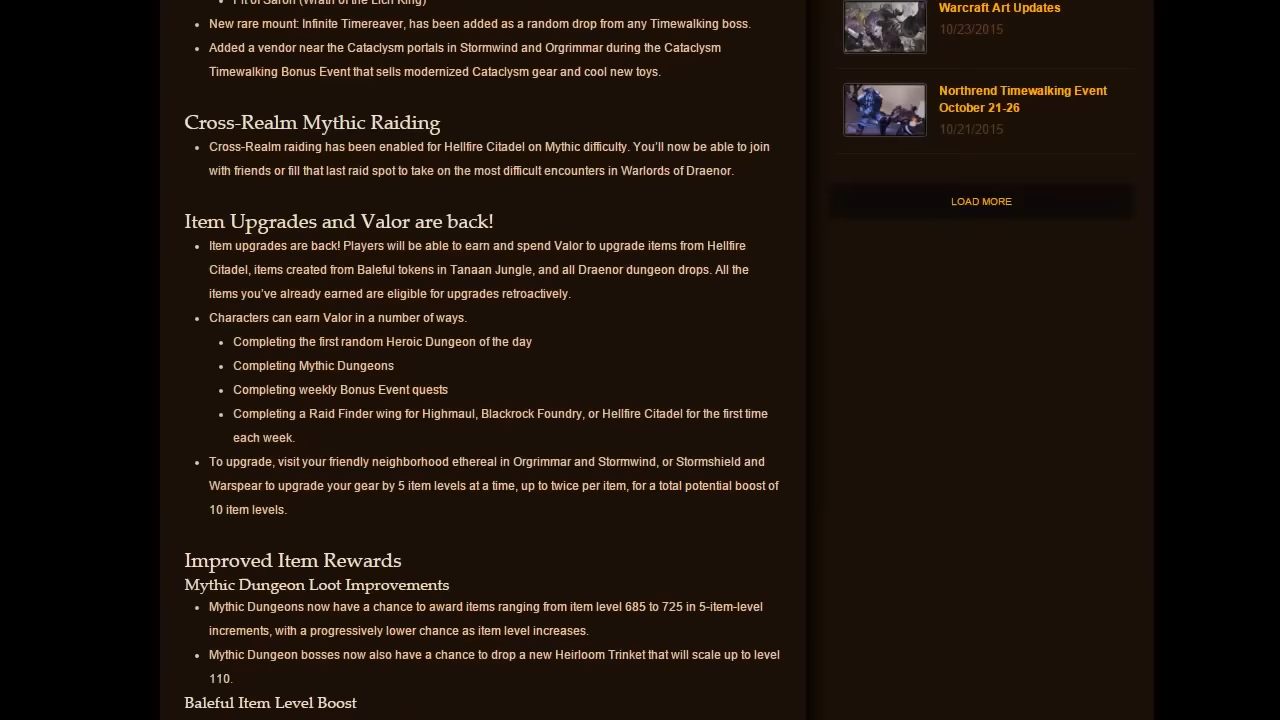 Pit of Saron (Wrath of the Lich King)
New rare mount: Infinite Timereaver, has been added as a random drop from any Timewalking boss.
Added a vendor near the Cataclysm portals in Stormwind and Orgrimmar during the Cataclysm
Timewalking Bonus Event that sells modernized Cataclysm gear and cool new toys.
Cross-Realm Mythic Raiding
Cross-Realm raiding has been enabled for Hellfire Citadel on Mythic difficulty. You’ll now be able to join
with friends or fill that last raid spot to take on the most difficult encounters in Warlords of Draenor.
Item Upgrades and Valor are back!
Item upgrades are back! Players will be able to earn and spend Valor to upgrade items from Hellfire
Citadel, items created from Baleful tokens in Tanaan Jungle, and all Draenor dungeon drops. All the
items you’ve already earned are eligible for upgrades retroactively.
Characters can earn Valor in a number of ways.
Completing the first random Heroic Dungeon of the day
Completing Mythic Dungeons
Completing weekly Bonus Event quests
Completing a Raid Finder wing for Highmaul, Blackrock Foundry, or Hellfire Citadel for the first time
each week.
To upgrade, visit your friendly neighborhood ethereal in Orgrimmar and Stormwind, or Stormshield and
Warspear to upgrade your gear by 5 item levels at a time, up to twice per item, for a total potential boost of
10 item levels.
Improved Item Rewards
Mythic Dungeon Loot Improvements
Mythic Dungeons now have a chance to award items ranging from item level 685 to 725 in 5-item-level
increments, with a progressively lower chance as item level increases.
Mythic Dungeon bosses now also have a chance to drop a new Heirloom Trinket that will scale up to level
110.
Baleful Item Level Boost
Warcraft Art Updates
10/23/2015
Northrend Timewalking Event
October 21-26
10/21/2015
LOAD MORE